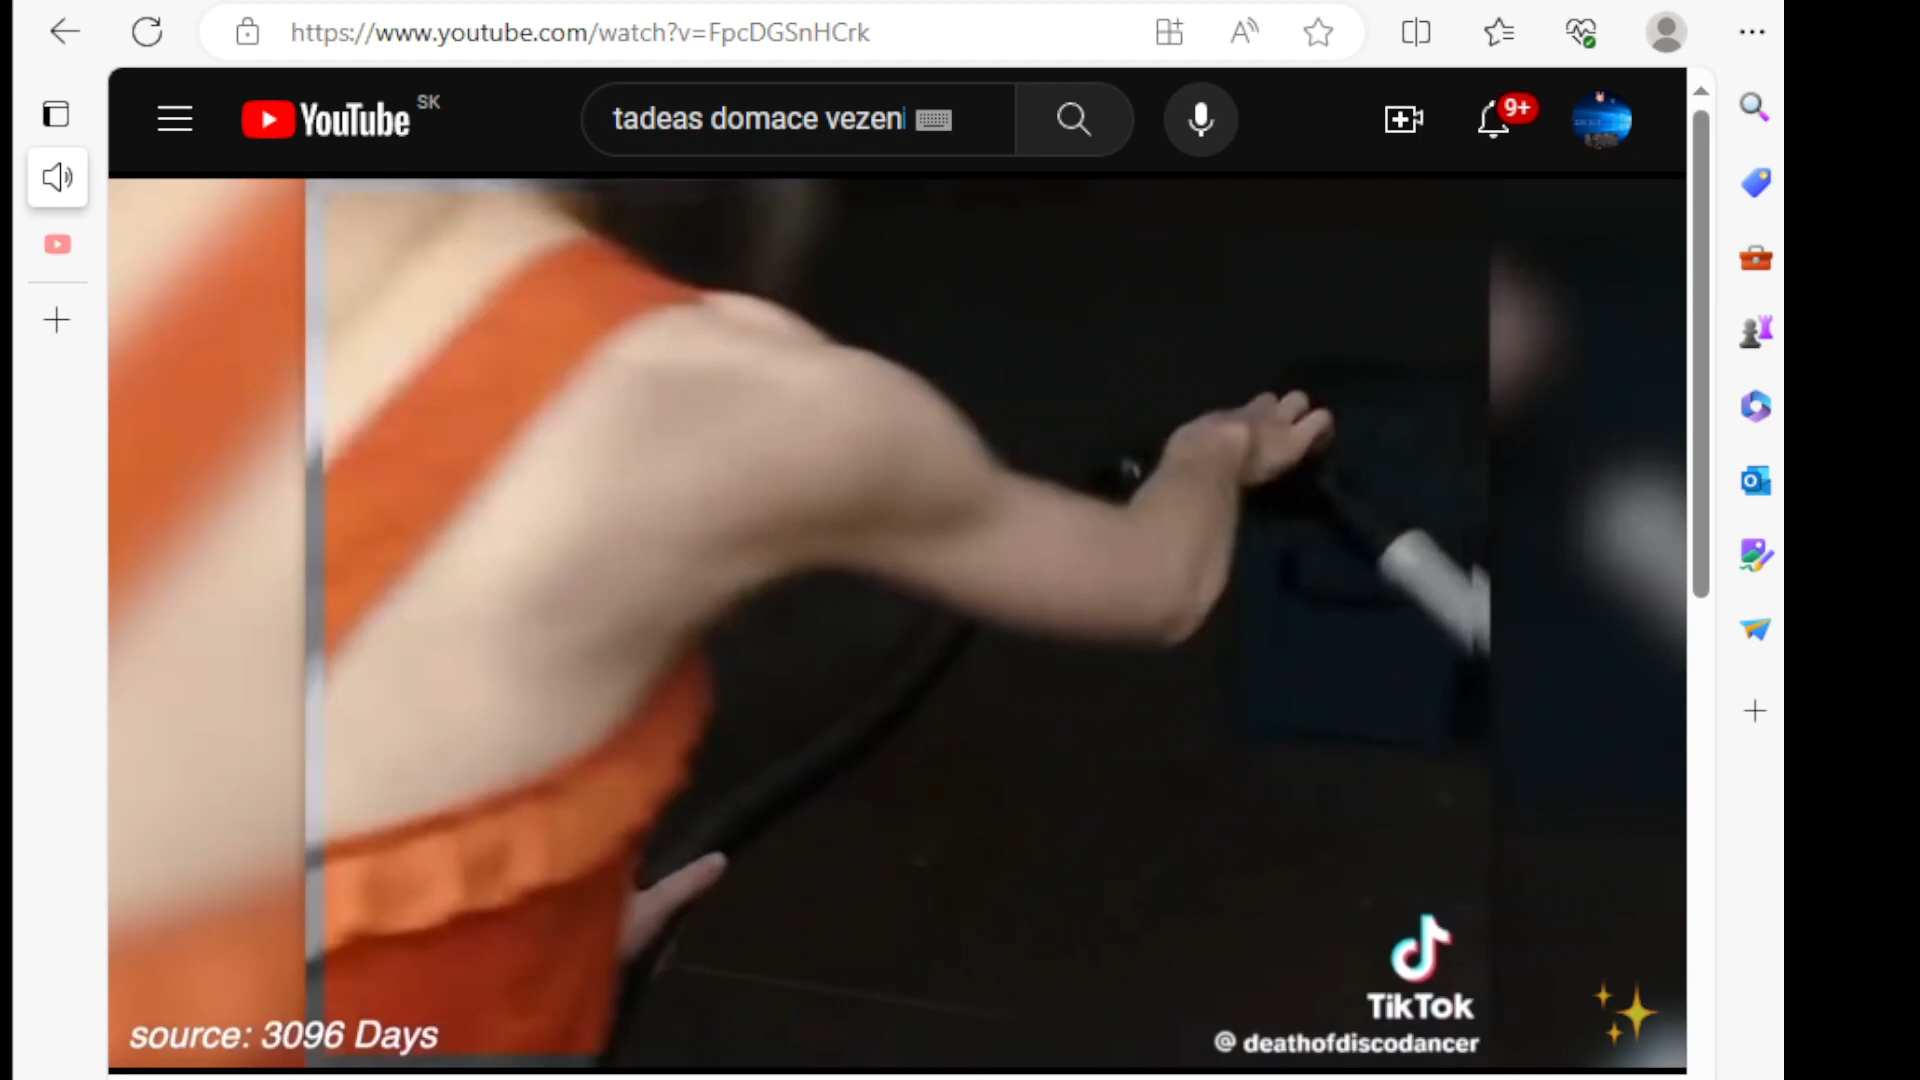 https://www.youtube.com/watch?v=FpcDGSnHCrk
YouTube SK
tadeas domace vezeni
9+
source: 3096 Days
TikTok
@ deathofdiscodancer